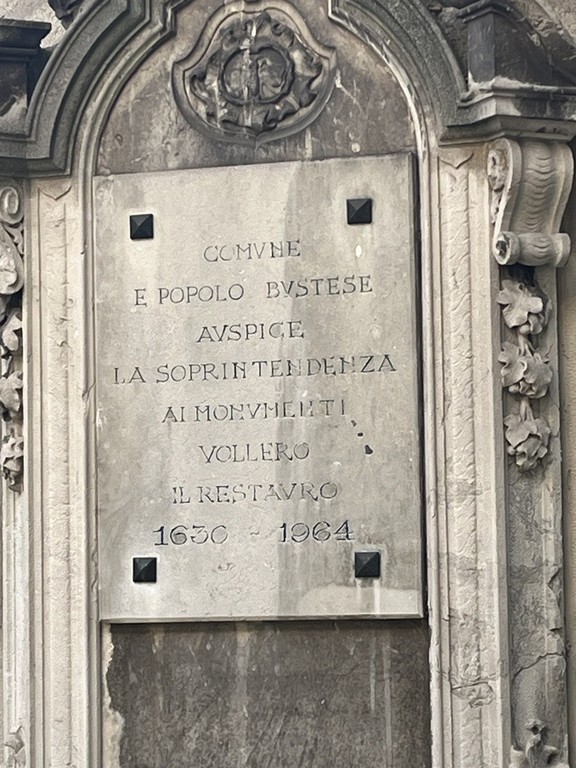 COMVNE
E POPOLO BVSTESE
AVSPICE
LA SOPRINTENDENZA
AI MONVMENTI
VOLLERO
IL RESTAVRO
1630 - 1964